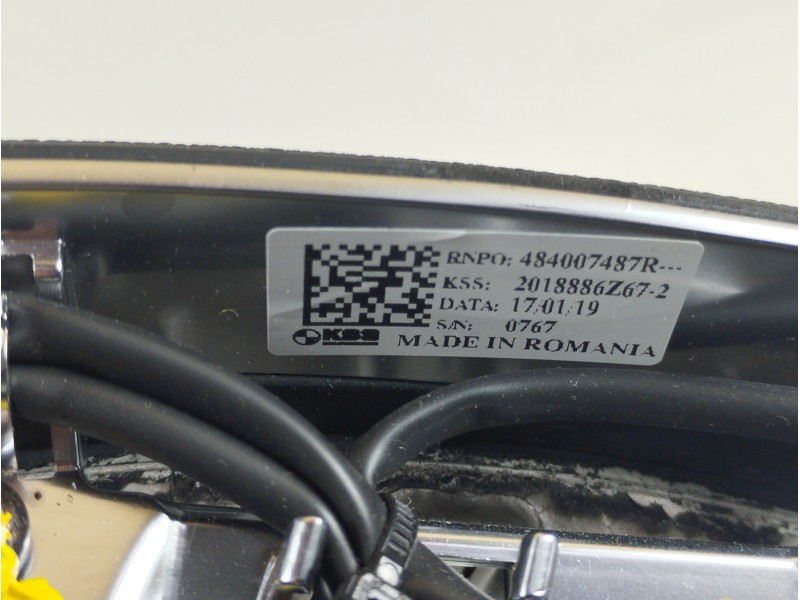 RNPO: 484007487R---
KSS: 2018886Z67-2
DATA: 17/01/19
S/N: 0767
KSS
MADE IN ROMANIA